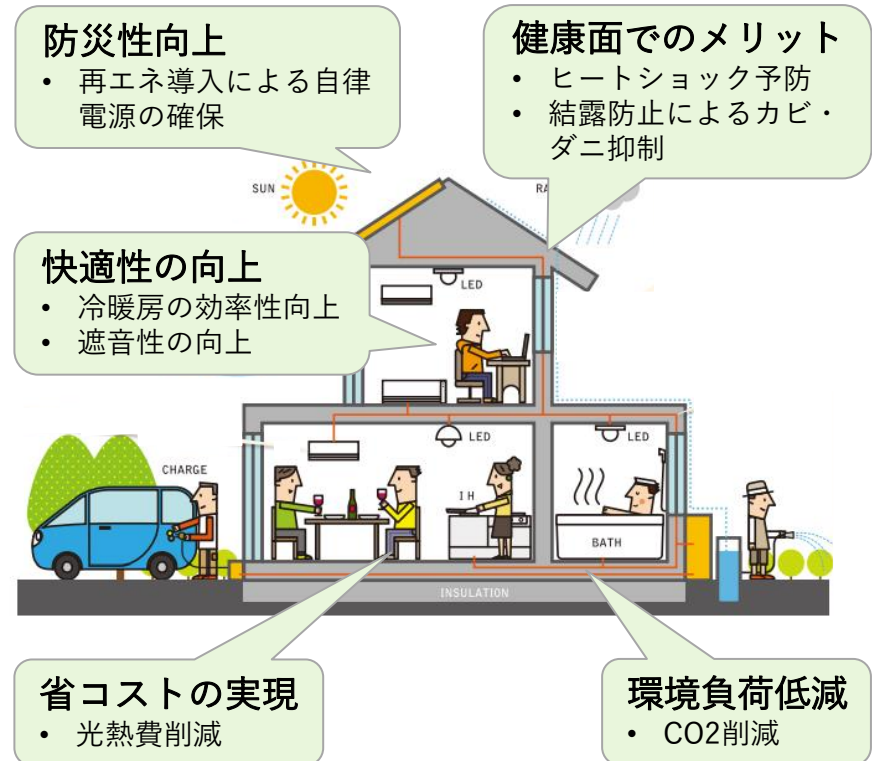 防災性向上
• 再エネ導入による自律
電源の確保
健康面でのメリット
• ヒートショック予防
• 結露防止によるカビ・
ダニ抑制
SUN
RA
快適性の向上
• 冷暖房の効率性向上
• 遮音性の向上
LED
CHARGE
LED
LED
IH
BATH
INSULATION
省コストの実現
• 光熱費削減
環境負荷低減
• CO2削減